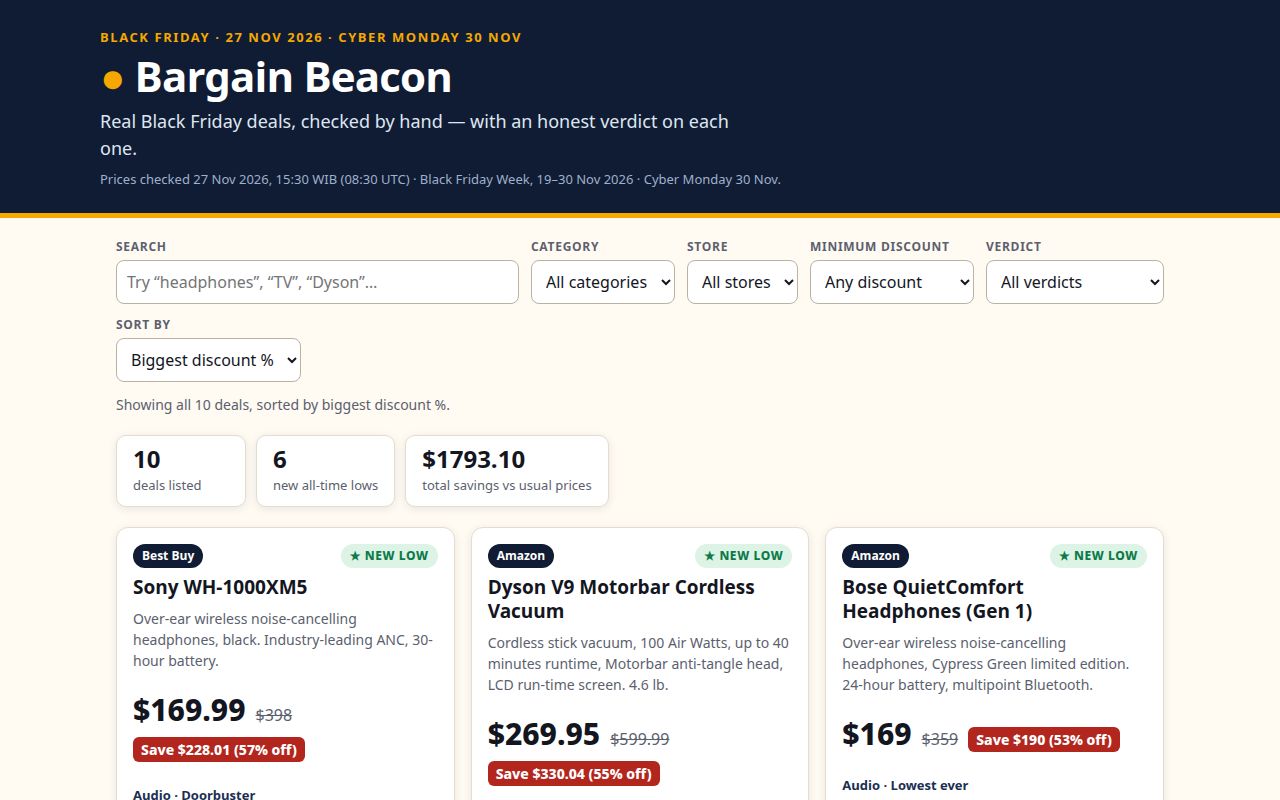 BLACK FRIDAY · 27 NOV 2026 · CYBER MONDAY 30 NOV
Bargain Beacon
Real Black Friday deals, checked by hand — with an honest verdict on each
one.
Prices checked 27 Nov 2026, 15:30 WIB (08:30 UTC) · Black Friday Week, 19–30 Nov 2026 · Cyber Monday 30 Nov.
SEARCH CATEGORY STORE MINIMUM DISCOUNT VERDICT
Try “headphones”, “TV”, “Dyson”… All categories All stores Any discount All verdicts
SORT BY
Biggest discount %
Showing all 10 deals, sorted by biggest discount %.
10
deals listed
6
new all-time lows
$1793.10
total savings vs usual prices
Best Buy ★ NEW LOW
Sony WH-1000XM5
Over-ear wireless noise-cancelling
headphones, black. Industry-leading ANC, 30-
hour battery.
$169.99 $398
Save $228.01 (57% off)
Audio · Doorbuster
Amazon ★ NEW LOW
Dyson V9 Motorbar Cordless
Vacuum
Cordless stick vacuum, 100 Air Watts, up to 40
minutes runtime, Motorbar anti-tangle head,
LCD run-time screen. 4.6 lb.
$269.95 $599.99
Save $330.04 (55% off)
Amazon ★ NEW LOW
Bose QuietComfort
Headphones (Gen 1)
Over-ear wireless noise-cancelling
headphones, Cypress Green limited edition.
24-hour battery, multipoint Bluetooth.
$169 $359 Save $190 (53% off)
Audio · Lowest ever